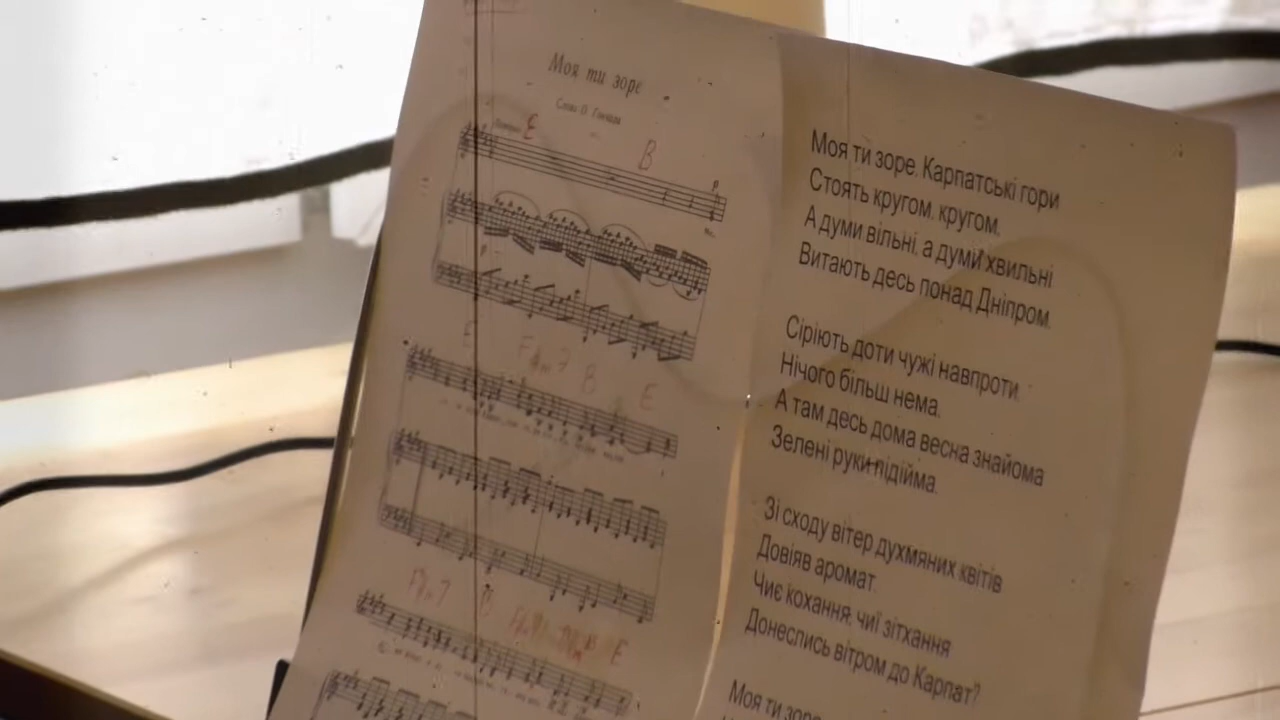 Моя ти зоре
Слова О. Гончара
E
B
E F#m7 B E
F#m7 B E
Моя ти зоре. Карпатські гори
Стоять кругом, кругом,
А думи вільні, а думи хвильні
Витають десь понад Дніпром.
Сіріють доти чужі навпроти.
Нічого більш нема.
А там десь дома весна знайома
Зелені руки підійма.
Зі сходу вітер духмяних квітів
Довіяв аромат.
Чиє кохання, чиї зітхання
Донеслись вітром до Карпат?
Моя ти зоре